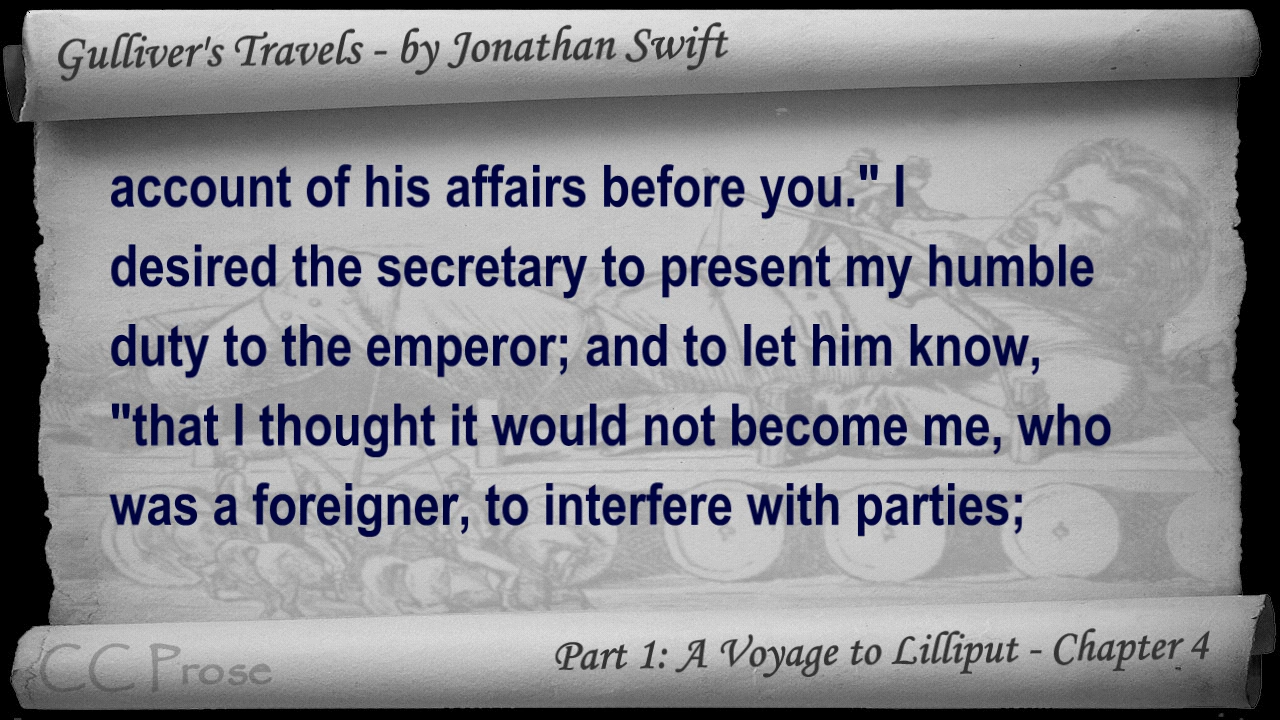 Gulliver's Travels - by Jonathan Swift
account of his affairs before you." I
desired the secretary to present my humble
duty to the emperor; and to let him know,
"that I thought it would not become me, who
was a foreigner, to interfere with parties;
Part 1: A Voyage to Lilliput - Chapter 4
CC Prose